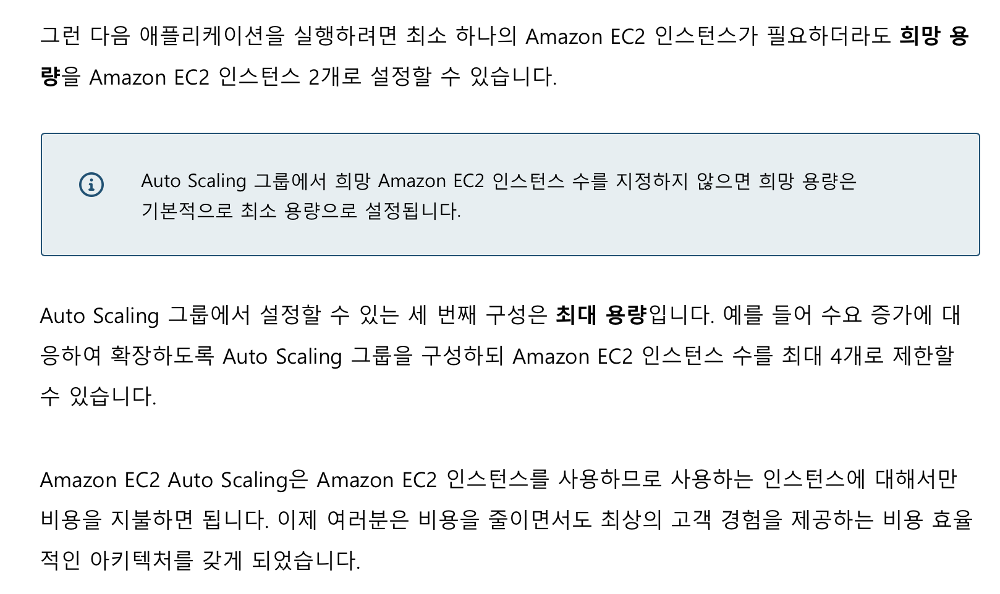 그런 다음 애플리케이션을 실행하려면 최소 하나의 Amazon EC2 인스턴스가 필요하더라도 희망 용
량을 Amazon EC2 인스턴스 2개로 설정할 수 있습니다.
Auto Scaling 그룹에서 희망 Amazon EC2 인스턴스 수를 지정하지 않으면 희망 용량은
기본적으로 최소 용량으로 설정됩니다.
Auto Scaling 그룹에서 설정할 수 있는 세 번째 구성은 최대 용량입니다. 예를 들어 수요 증가에 대
응하여 확장하도록 Auto Scaling 그룹을 구성하되 Amazon EC2 인스턴스 수를 최대 4개로 제한할
수 있습니다.
Amazon EC2 Auto Scaling은 Amazon EC2 인스턴스를 사용하므로 사용하는 인스턴스에 대해서만
비용을 지불하면 됩니다. 이제 여러분은 비용을 줄이면서도 최상의 고객 경험을 제공하는 비용 효율
적인 아키텍처를 갖게 되었습니다.